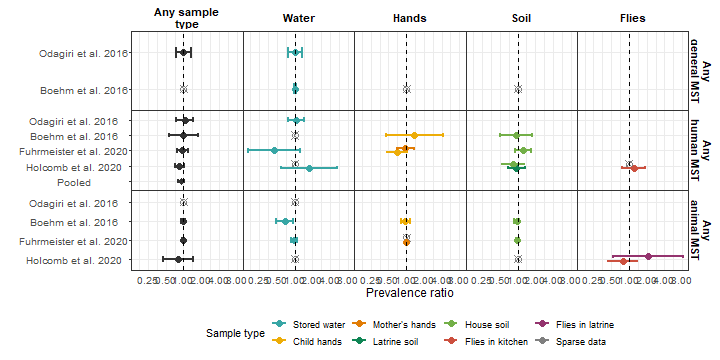 Any sample type Water Hands Soil Flies
Any general MST
Odagiri et al. 2016
Boehm et al. 2016
Any human MST
Odagiri et al. 2016
Boehm et al. 2016
Fuhrmeister et al. 2020
Holcomb et al. 2020
Pooled
Any animal MST
Odagiri et al. 2016
Boehm et al. 2016
Fuhrmeister et al. 2020
Holcomb et al. 2020
0.25 0.50 1.00 2.00 4.00 8.00 0.25 0.50 1.00 2.00 4.00 8.00 0.25 0.50 1.00 2.00 4.00 8.00 0.25 0.50 1.00 2.00 4.00 8.00 0.25 0.50 1.00 2.00 4.00 8.00
Prevalence ratio
Sample type
Stored water Mother's hands House soil Flies in latrine
Child hands Latrine soil Flies in kitchen Sparse data